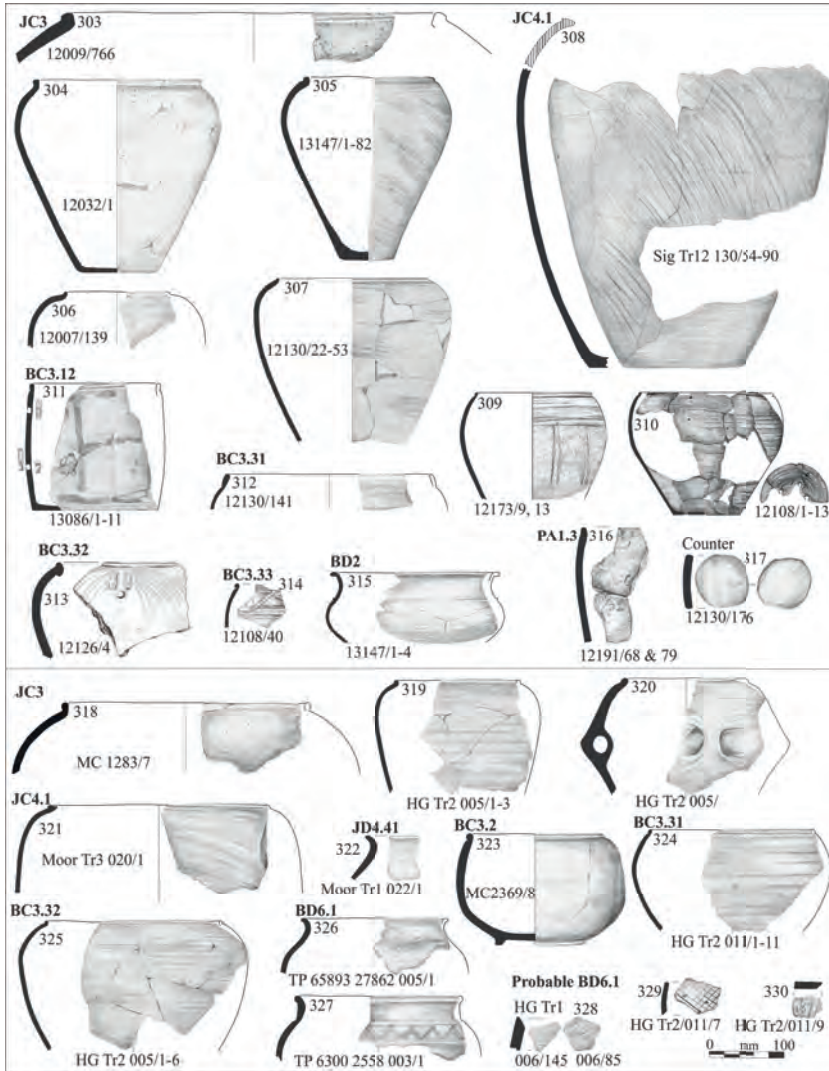 JC3
303
12009/766
JC4.1
308
304
12032/1
305
13147/1-82
Sig Tr12 130/54-90
306
12007/139
307
12130/22-53
BC3.12
311
13086/1-11
BC3.31
312
12130/141
309
12173/9, 13
310
12108/1-13
BC3.32
313
12126/4
BC3.33
314
12108/40
BD2
315
13147/1-4
PA1.3
316
12191/68 & 79
Counter
317
12130/176
JC3
318
MC 1283/7
319
HG Tr2 005/1-3
320
HG Tr2 005/
JC4.1
321
Moor Tr3 020/1
JD4.41
322
Moor Tr1 022/1
BC3.2
323
MC2369/8
BC3.31
324
HG Tr2 011/1-11
BC3.32
325
HG Tr2 005/1-6
BD6.1
326
TP 65893 27862 005/1
327
TP 6300 2558 003/1
Probable BD6.1
HG Tr1 328
006/145 006/85
329
HG Tr2/011/7
330
HG Tr2/011/9
0 mm 100